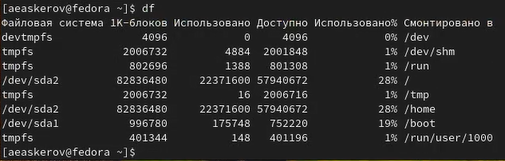 [aeaskerov@fedora ~]$ df
Файловая система 1K-блоков Использовано Доступно Использовано% Смонтировано в
devtmpfs 4096 0 4096 0% /dev
tmpfs 2006732 4884 2001848 1% /dev/shm
tmpfs 802696 1388 801308 1% /run
/dev/sda2 82836480 22371600 57940672 28% /
tmpfs 2006732 16 2006716 1% /tmp
/dev/sda2 82836480 22371600 57940672 28% /home
/dev/sda1 996780 175748 752220 19% /boot
tmpfs 401344 148 401196 1% /run/user/1000
[aeaskerov@fedora ~]$